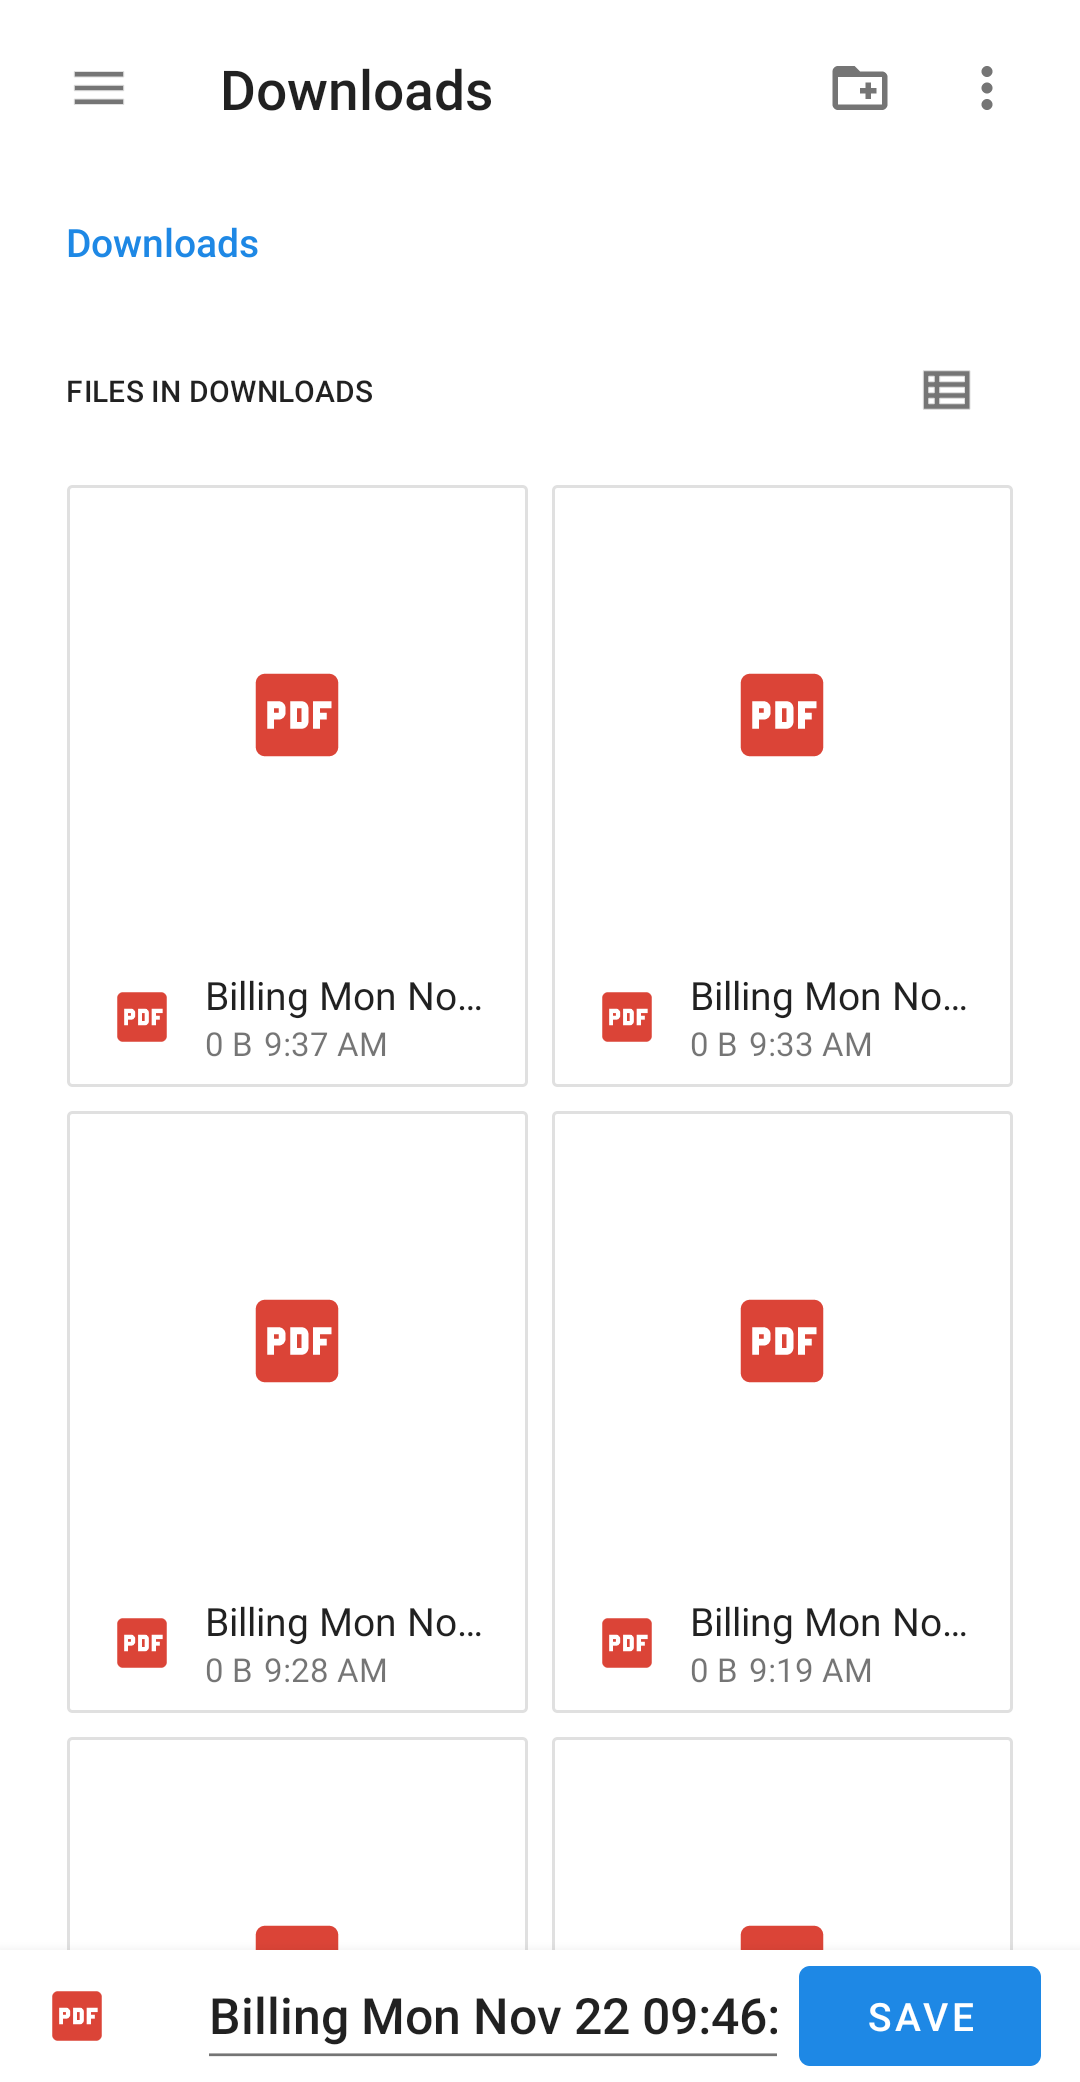 Downloads
Downloads
FILES IN DOWNLOADS
PDF
PDF
PDF
Billing Mon No...
0 B 9:37 AM
PDF
Billing Mon No...
0 B 9:33 AM
PDF
PDF
PDF
Billing Mon No...
0 B 9:28 AM
PDF
Billing Mon No...
0 B 9:19 AM
PDF
Billing Mon Nov 22 09:46:
SAVE